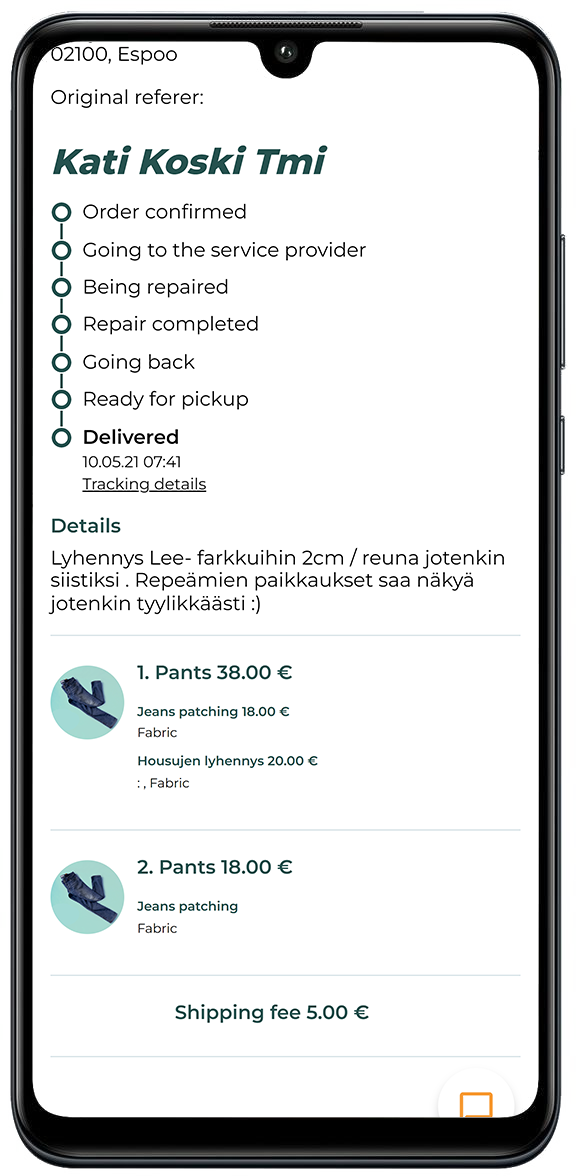 02100, Espoo
Original referer:
Kati Koski Tmi
Order confirmed
Going to the service provider
Being repaired
Repair completed
Going back
Ready for pickup
Delivered
10.05.21 07:41
Tracking details
Details
Lyhennys Lee- farkkuihin 2cm / reuna jotenkin
siistiksi . Repeämien paikkaukset saa näkyä
jotenkin tyylikkäästi :)
1. Pants 38.00 €
Jeans patching 18.00 €
Fabric
Housujen lyhennys 20.00 €
: , Fabric
2. Pants 18.00 €
Jeans patching
Fabric
Shipping fee 5.00 €